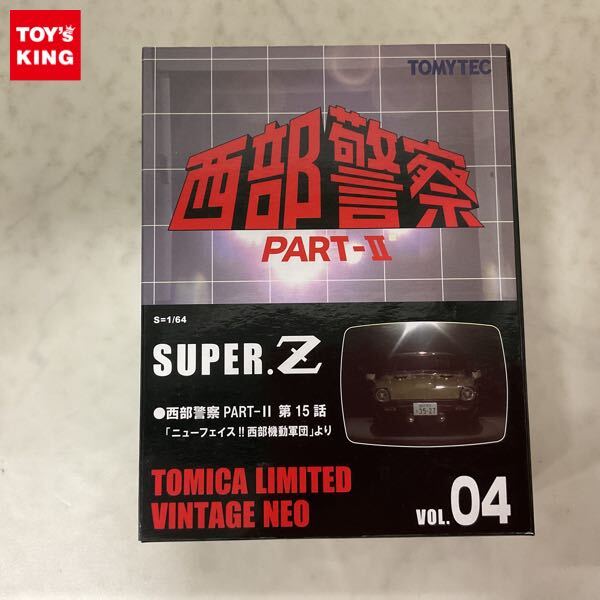 TOY's
KING
TOMYTEC
西部警察
PART-II
S=1/64
SUPER.Z
●西部警察 PART-II 第15話
「ニューフェイス!!西部機動軍団」より
35-27
TOMICA LIMITED
VINTAGE NEO
VOL.04